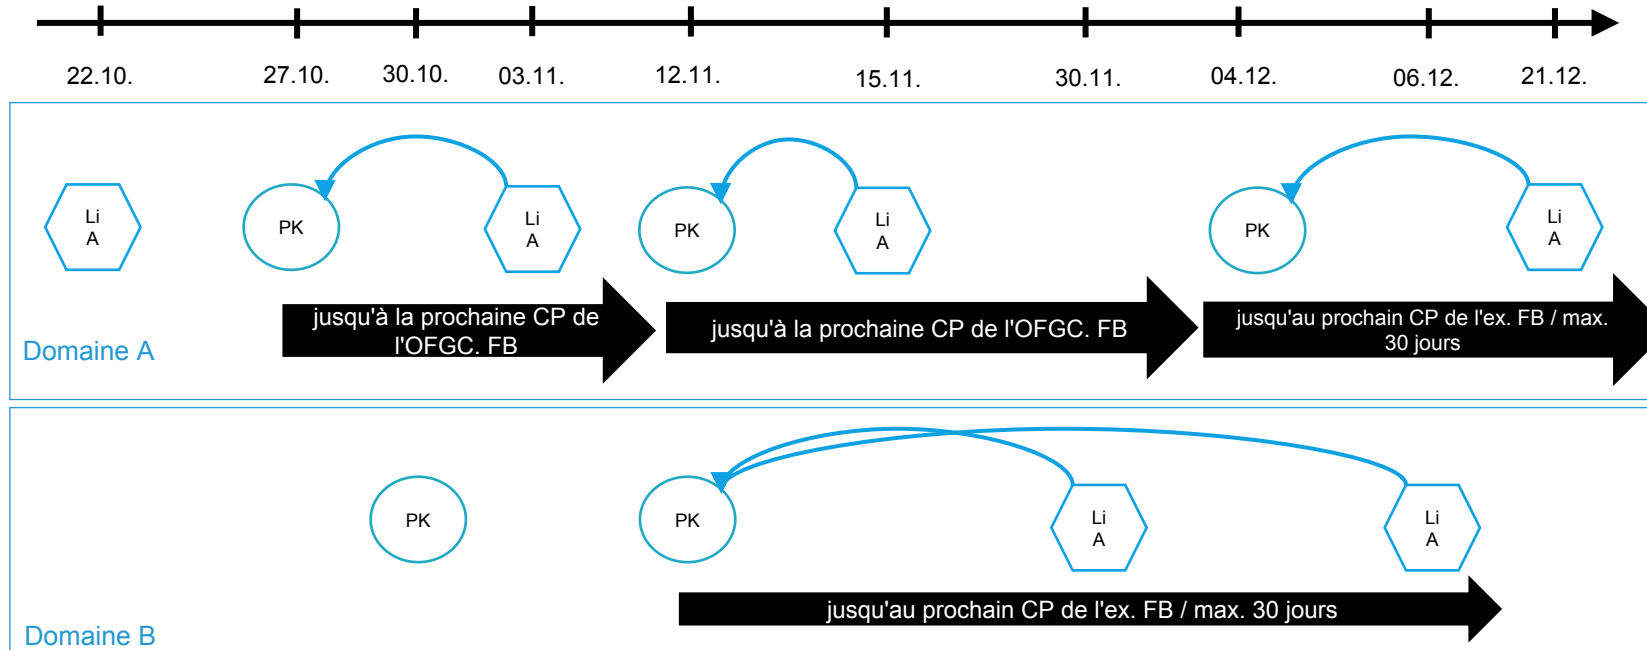 22.10.
27.10.
30.10.
03.11.
12.11.
15.11.
30.11.
04.12.
06.12.
21.12.
Li
A
PK
Li
A
PK
Li
A
PK
Li
A
jusqu'à la prochaine CP de
l'OFGC. FB
jusqu'à la prochaine CP de l'OFGC. FB
jusqu'au prochain CP de l'ex. FB / max.
30 jours
Domaine A
PK
PK
Li
A
Li
A
jusqu'au prochain CP de l'ex. FB / max. 30 jours
Domaine B